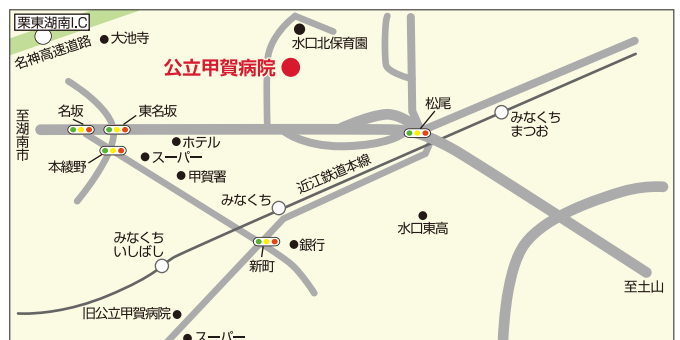 栗東湖南I.C
名神高速道路
大池寺
水口北保育園
公立甲賀病院
至湖南市
名坂
東名坂
松尾
みなくち
まつお
ホテル
スーパー
本綾野
甲賀署
近江鉄道本線
みなくち
水口東高
みなくち
いしばし
銀行
新町
至土山
旧公立甲賀病院
スーパー